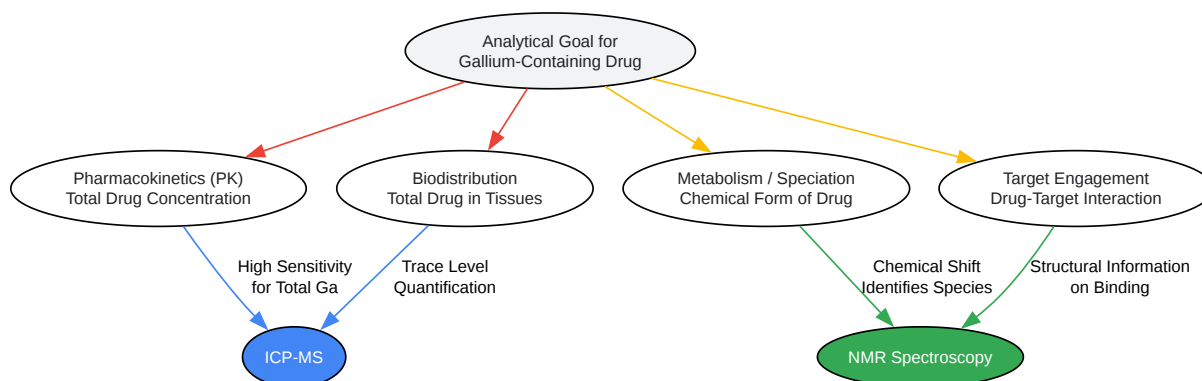 Analytical Goal for
Gallium-Containing Drug
Pharmacokinetics (PK)
Total Drug Concentration
Biodistribution
Total Drug in Tissues
Metabolism / Speciation
Chemical Form of Drug
Target Engagement
Drug-Target Interaction
High Sensitivity
for Total Ga
Trace Level
Quantification
Chemical Shift
Identifies Species
Structural Information
on Binding
ICP-MS
NMR Spectroscopy